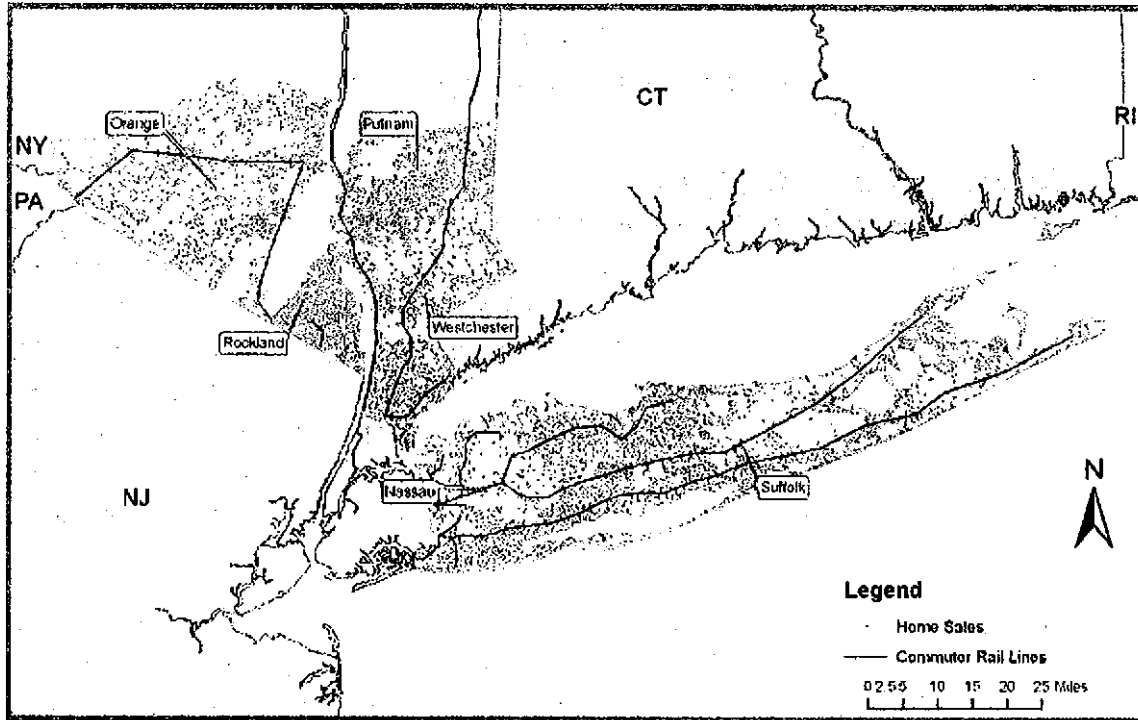 CT
RI
Orange
Putnam
NY
PA
Westchester
Rockland
NJ
Nassau
Suffolk
N
Legend
Home Sales
Commuter Rail Lines
0 2.5 5 10 15 20 25 Miles